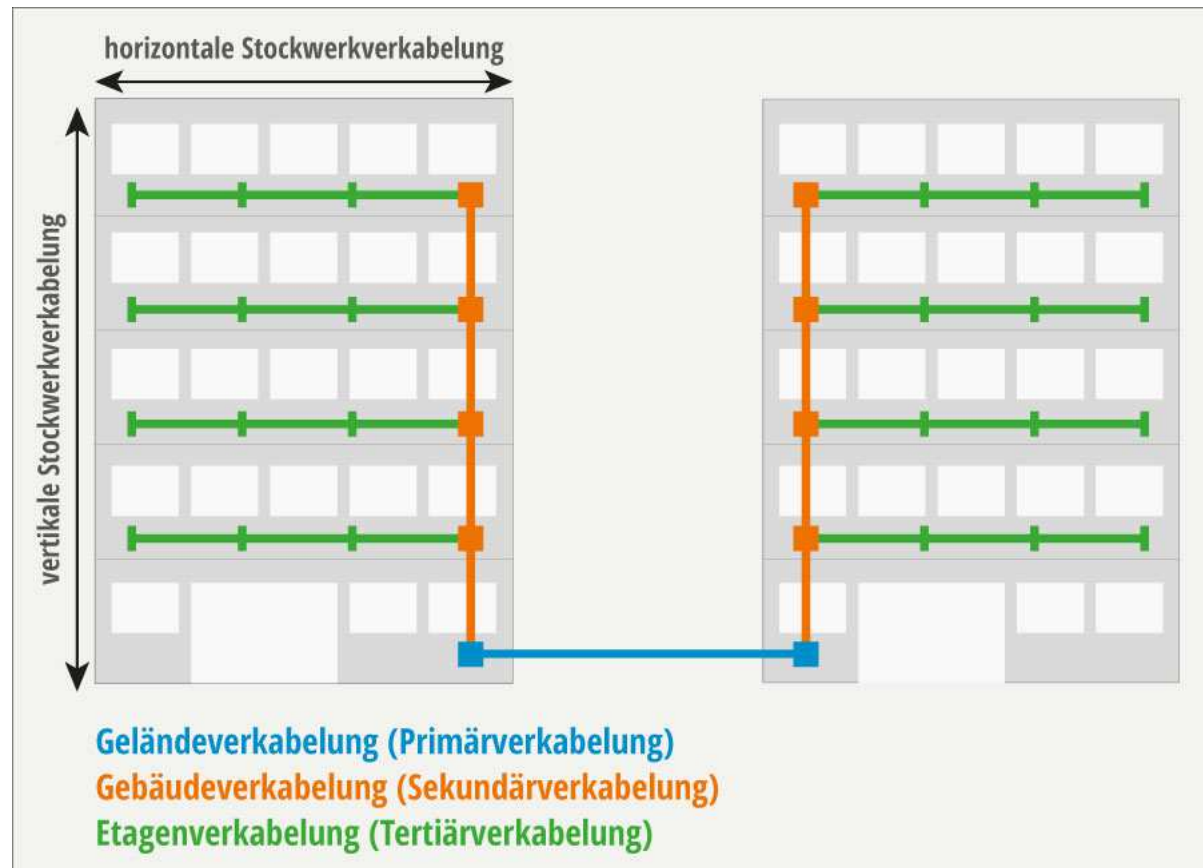 horizontale Stockwerkverkabelung
vertikale Stockwerkverkabelung
Geländeverkabelung (Primärverkabelung)
Gebäudeverkabelung (Sekundärverkabelung)
Etagenverkabelung (Tertiärverkabelung)